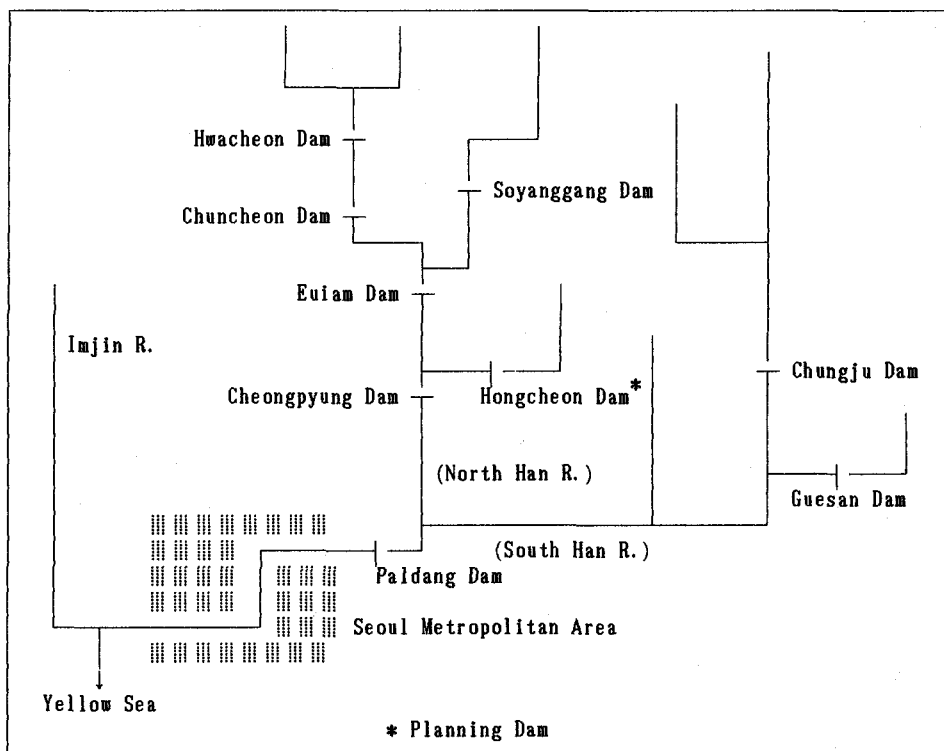 Hwacheon Dam
Soyanggang Dam
Chuncheon Dam
Euiam Dam
Imjin R.
Chungju Dam
Cheongpyung Dam
Hongcheon Dam*
(North Han R.)
Guesan Dam
(South Han R.)
Paldang Dam
Seoul Metropolitan Area
Yellow Sea
* Planning Dam